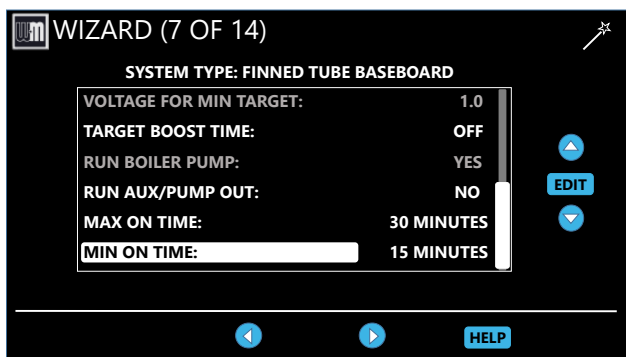 wm WIZARD (7 OF 14)
SYSTEM TYPE: FINNED TUBE BASEBOARD
VOLTAGE FOR MIN TARGET: 1.0
TARGET BOOST TIME: OFF
RUN BOILER PUMP: YES
RUN AUX/PUMP OUT: NO
EDIT
MAX ON TIME: 30 MINUTES
MIN ON TIME: 15 MINUTES
HELP